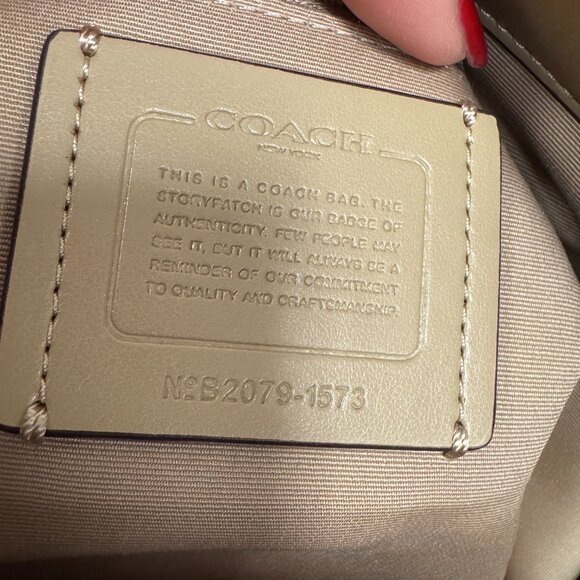 COACH
NEW YORK
THIS IS A COACH BAG. THE
STORYPATCH IS OUR BADGE OF
AUTHENTICITY. FEW PEOPLE MAY
SEE IT, BUT IT WILL ALWAYS BE A
REMINDER OF OUR COMMITMENT
TO QUALITY AND CRAFTSMANSHIP.
NºB2079-1573